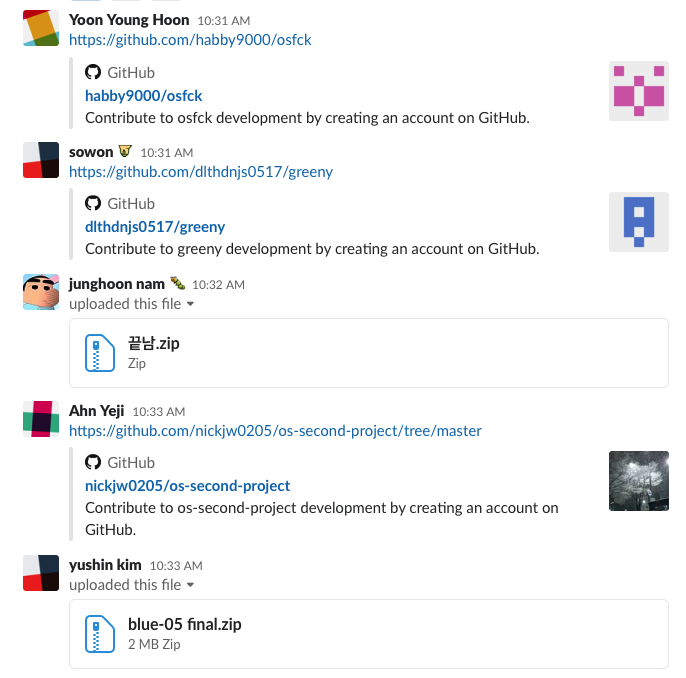 Yoon Young Hoon 10:31 AM
https://github.com/habby9000/osfck
GitHub
habby9000/osfck
Contribute to osfck development by creating an account on GitHub.
sowon 10:31 AM
https://github.com/dlthdnjs0517/greeny
GitHub
dlthdnjs0517/greeny
Contribute to greeny development by creating an account on GitHub.
junghoon nam 10:32 AM
uploaded this file
끝남.zip
Zip
Ahn Yeji 10:33 AM
https://github.com/nickjw0205/os-second-project/tree/master
GitHub
nickjw0205/os-second-project
Contribute to os-second-project development by creating an account on
GitHub.
yushin kim 10:33 AM
uploaded this file
blue-05 final.zip
2 MB Zip